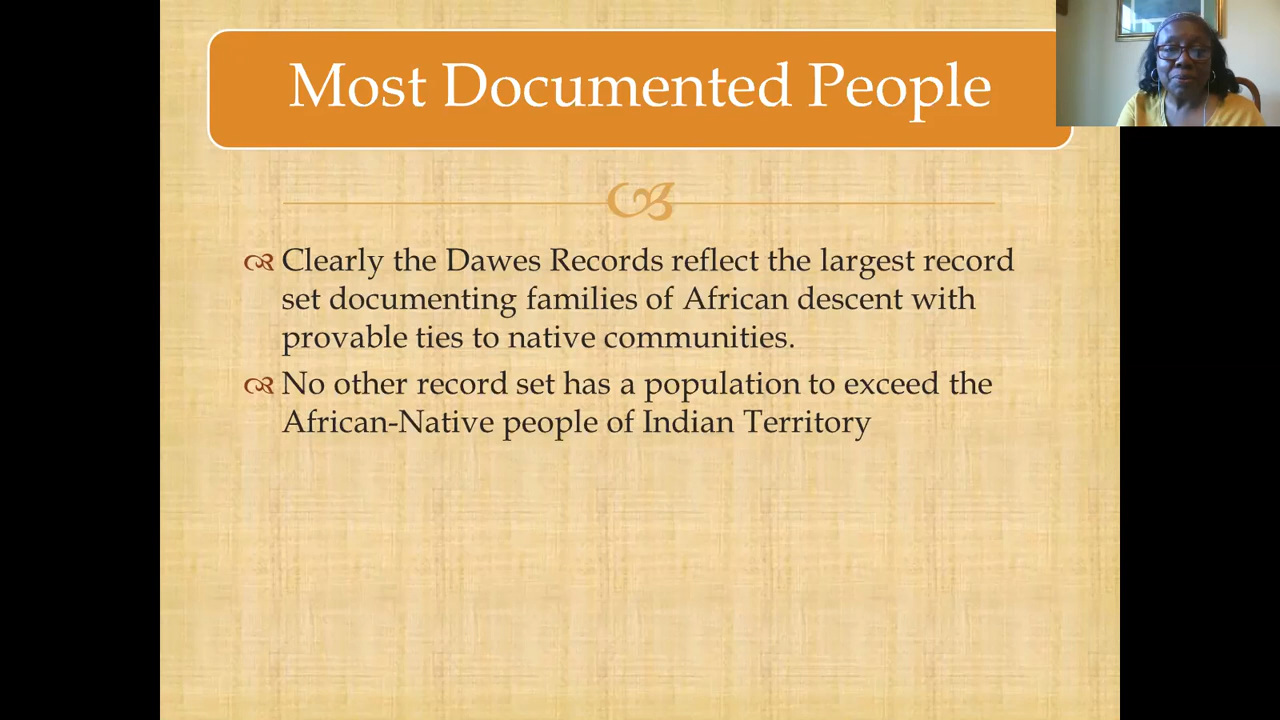 Most Documented People
Clearly the Dawes Records reflect the largest record
set documenting families of African descent with
provable ties to native communities.
No other record set has a population to exceed the
African-Native people of Indian Territory